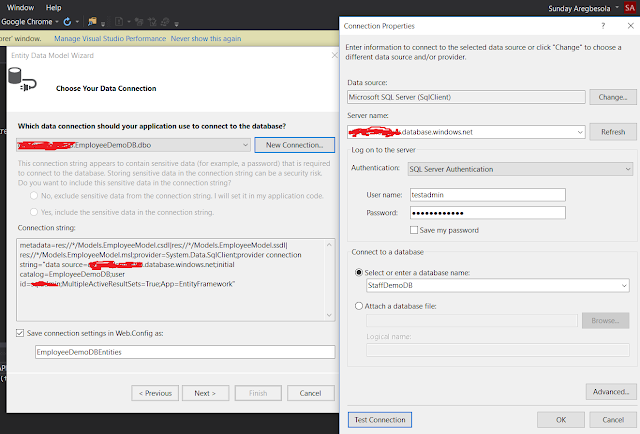 Window Help
Sunday Aregbesola SA
Google Chrome
orer' window. Manage Visual Studio Performance Never show this again
Entity Data Model Wizard
Choose Your Data Connection
Which data connection should your application use to connect to the database?
EmployeeDemoDB.dbo
New Connection...
This connection string appears to contain sensitive data (for example, a password) that is required
to connect to the database. Storing sensitive data in the connection string can be a security risk.
Do you want to include this sensitive data in the connection string?
No, exclude sensitive data from the connection string. I will set it in my application code.
Yes, include the sensitive data in the connection string.
Connection string:
metadata=res://*/Models.EmployeeModel.csdl|res://*/Models.EmployeeModel.ssdl|
res://*/Models.EmployeeModel.msl;provider=System.Data.SqlClient;provider connection
string="data source=.database.windows.net;initial
catalog=EmployeeDemoDB;user
id=min;MultipleActiveResultSets=True;App=EntityFramework"
Save connection settings in Web.Config as:
EmployeeDemoDBEntities
< Previous
Next >
Finish
Cancel
Connection Properties
Enter information to connect to the selected data source or click "Change" to choose a
different data source and/or provider.
Data source:
Microsoft SQL Server (SqlClient)
Change...
Server name:
.database.windows.net
Refresh
Log on to the server
Authentication: SQL Server Authentication
User name: testadmin
Password: ●●●●●●●●●●●●
Save my password
Connect to a database
Select or enter a database name:
StaffDemoDB
Attach a database file:
Browse...
Logical name:
Advanced...
Test Connection
OK
Cancel